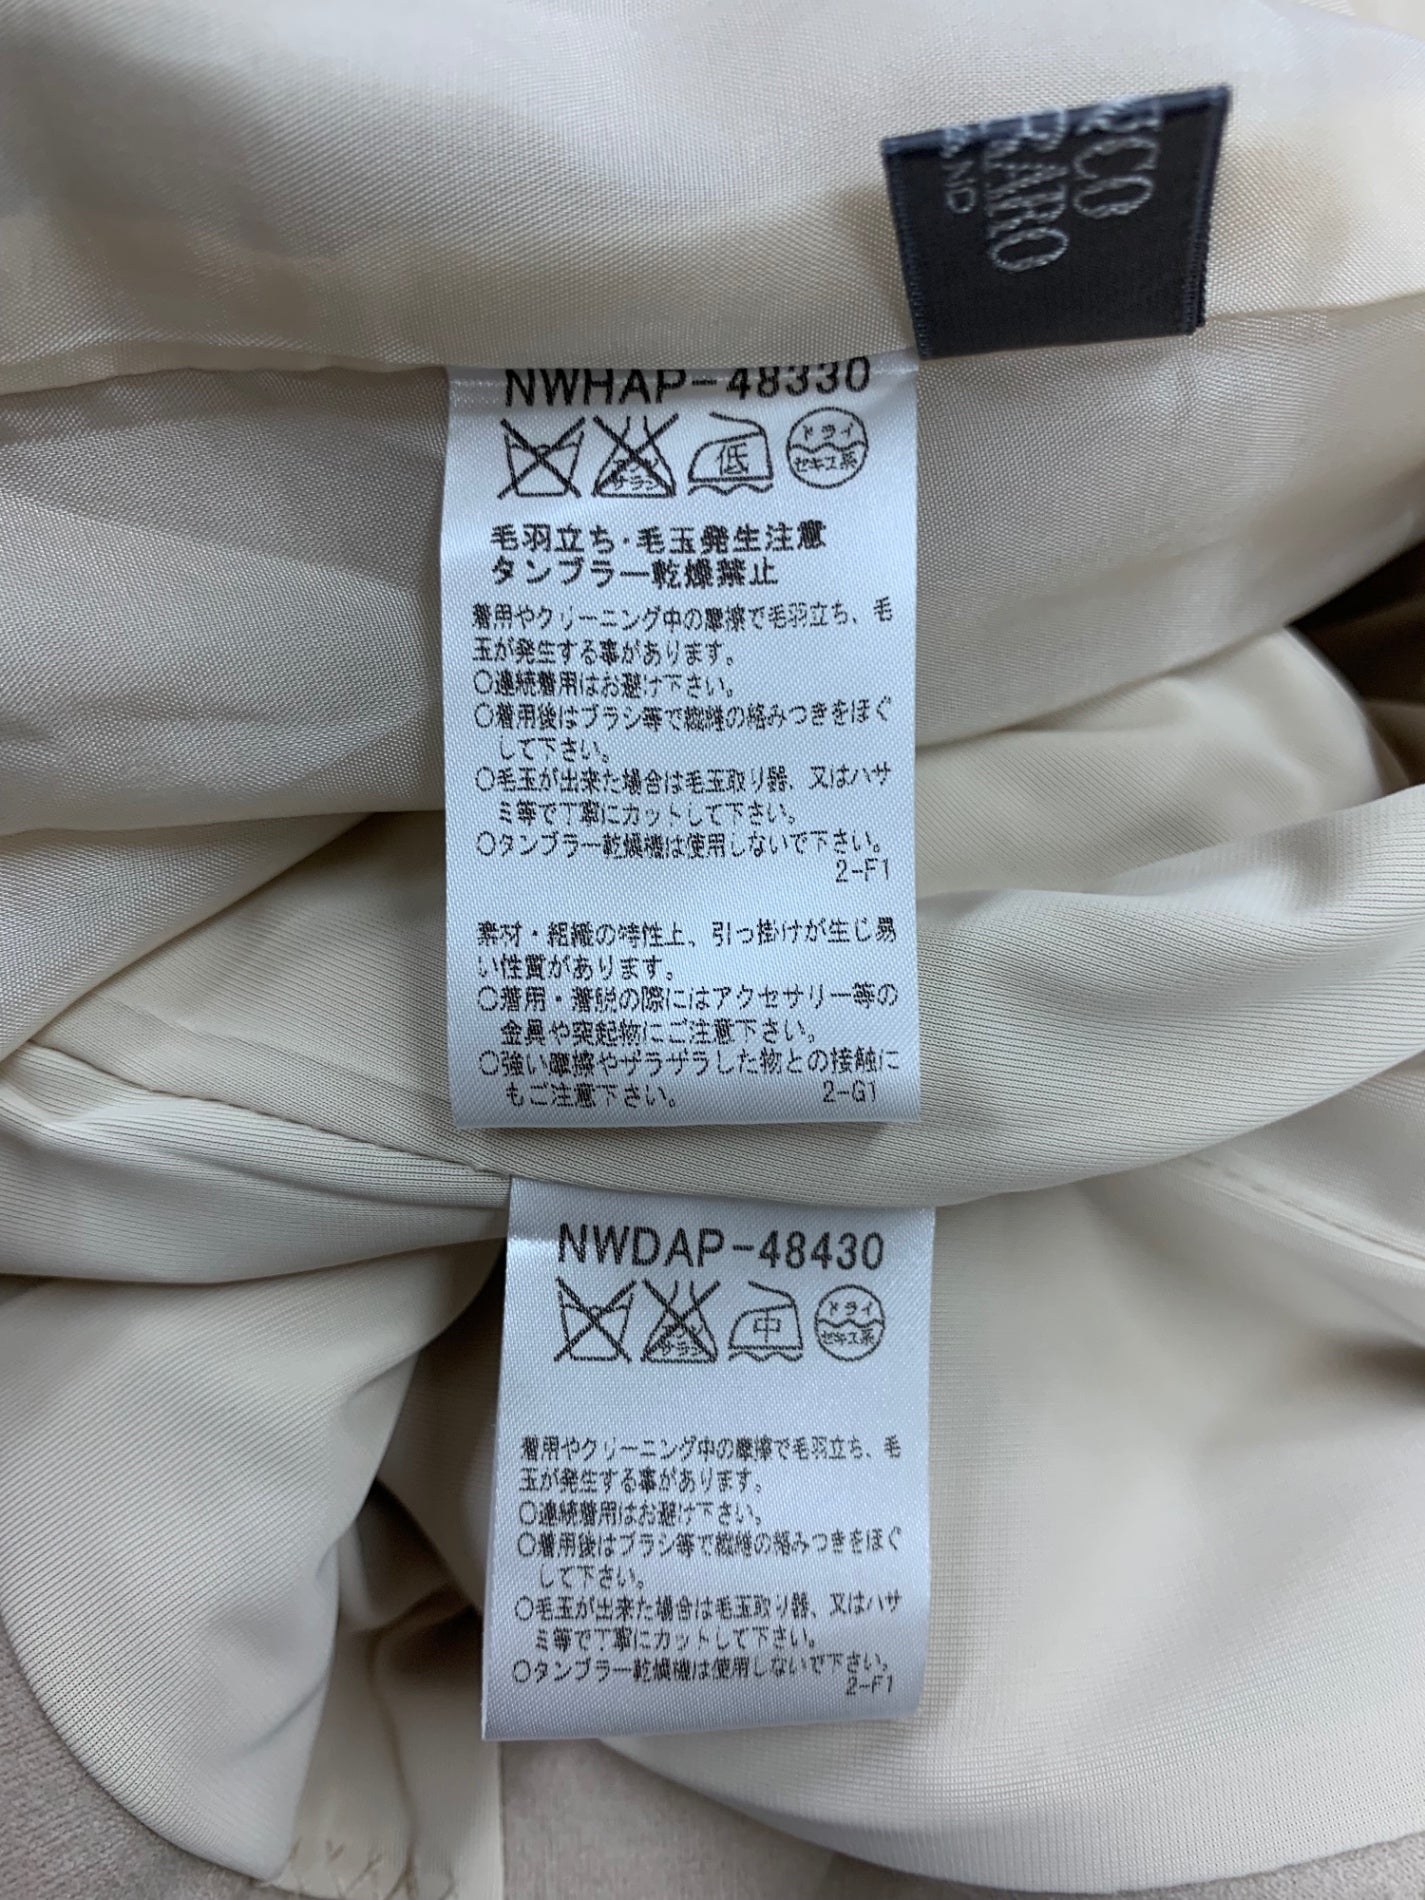 RCO
RARO
AND
NWHAP-48330
エンソ
サラシ
低
ドライ
セキユ系
毛羽立ち・毛玉発生注意
タンブラー乾燥禁止
着用やクリーニング中の摩擦で毛羽立ち、毛
玉が発生する事があります。
○連続着用はお避け下さい。
○着用後はブラシ等で繊維の絡みつきをほぐ
して下さい。
○毛玉が出来た場合は毛玉取り器、又はハサ
ミ等で丁寧にカットして下さい。
○タンブラー乾燥機は使用しないで下さい。
2-F1
素材・組織の特性上、引っ掛けが生じ易
い性質があります。
○着用・着脱の際にはアクセサリー等の
金具や突起物にご注意下さい。
○強い摩擦やザラザラした物との接触に
もご注意下さい。
2-G1
NWDAP-48430
エンソ
サラシ
中
ドライ
セキユ系
着用やクリーニング中の摩擦で毛羽立ち、毛
玉が発生する事があります。
○連続着用はお避け下さい。
○着用後はブラシ等で繊維の絡みつきをほぐ
して下さい。
○毛玉が出来た場合は毛玉取り器、又はハサ
ミ等で丁寧にカットして下さい。
○タンブラー乾燥機は使用しないで下さい。
2-F1